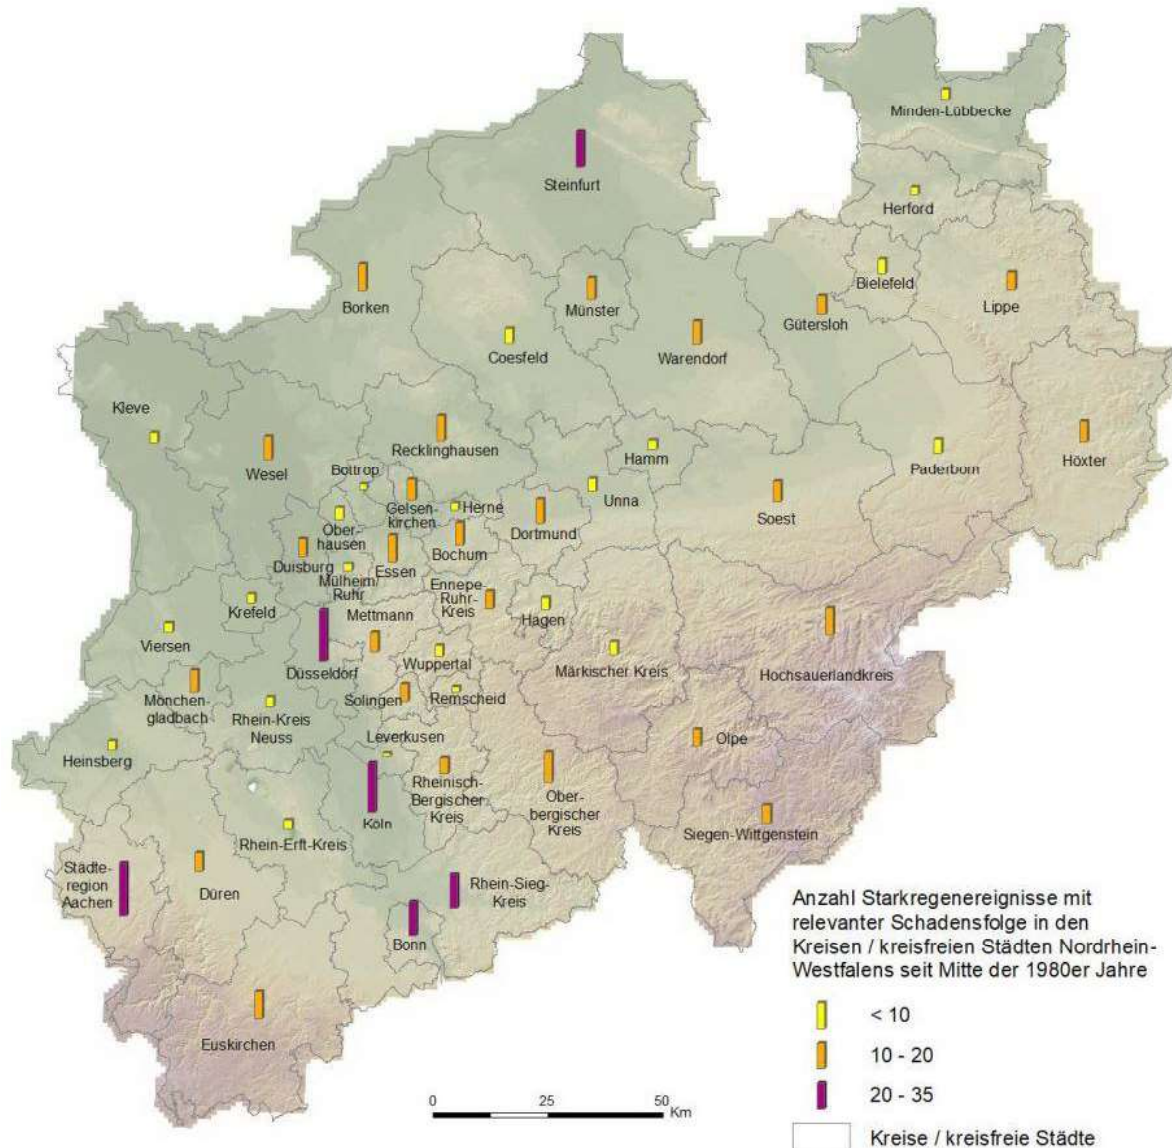 Minden-Lübbecke
Steinfurt
Herford
Bielefeld
Lippe
Borken
Münster
Gütersloh
Coesfeld
Warendorf
Kleve
Recklinghausen
Wesel
Bottrop
Hamm
Paderborn
Höxter
Gelsen-
kirchen
Herne
Unna
Ober-
hausen
Dortmund
Soest
Duisburg
Essen
Bochum
Mülheim/
Ruhr
Ennepe-
Ruhr-
Kreis
Krefeld
Mettmann
Hagen
Viersen
Düsseldorf
Wuppertal
Märkischer Kreis
Hochsauerlandkreis
Mönchen-
gladbach
Rhein-Kreis
Neuss
Solingen
Remscheid
Leverkusen
Olpe
Heinsberg
Rheinisch-
Bergischer
Kreis
Ober-
bergischer
Kreis
Köln
Siegen-Wittgenstein
Rhein-Erft-Kreis
Städte-
region
Aachen
Düren
Rhein-Sieg-
Kreis
Bonn
Euskirchen
Anzahl Starkregenereignisse mit
relevanter Schadensfolge in den
Kreisen / kreisfreien Städten Nordrhein-
Westfalens seit Mitte der 1980er Jahre
< 10
10 - 20
20 - 35
Kreise / kreisfreie Städte
0 25 50
Km